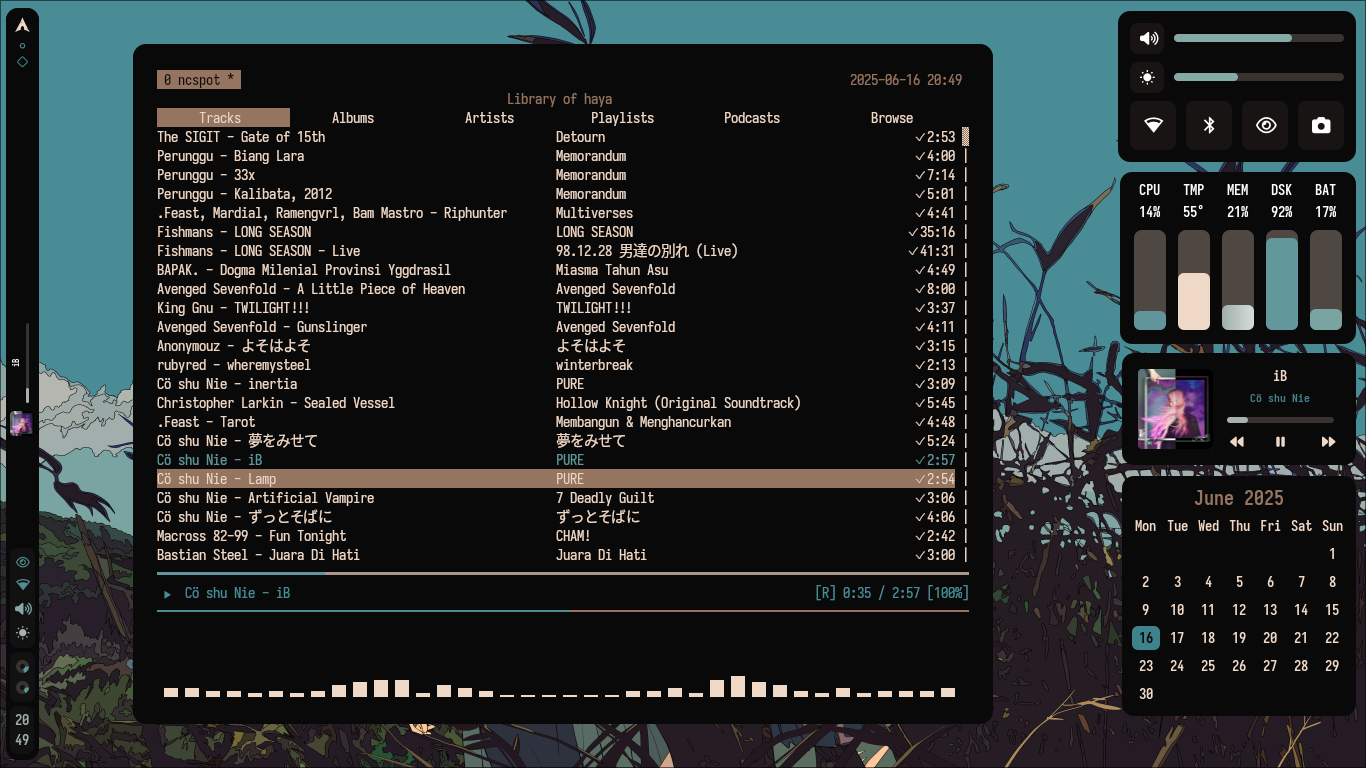 0 ncspot *
2025-06-16 20:49
Library of haya
Tracks Albums Artists Playlists Podcasts Browse
The SIGIT - Gate of 15th Detourn ✓2:53
Perunggu - Biang Lara Memorandum ✓4:00
Perunggu - 33x Memorandum ✓7:14
Perunggu - Kalibata, 2012 Memorandum ✓5:01
.Feast, Mardial, Ramengvrl, Bam Mastro - Riphunter Multiverses ✓4:41
Fishmans - LONG SEASON LONG SEASON ✓35:16
Fishmans - LONG SEASON - Live 98.12.28 男達の別れ (Live) ✓41:31
BAPAK. - Dogma Milenial Provinsi Yggdrasil Miasma Tahun Asu ✓4:49
Avenged Sevenfold - A Little Piece of Heaven Avenged Sevenfold ✓8:00
King Gnu - TWILIGHT!!! TWILIGHT!!! ✓3:37
Avenged Sevenfold - Gunslinger Avenged Sevenfold ✓4:11
Anonymouz - よそはよそ よそはよそ ✓3:15
rubyred - wheremysteel winterbreak ✓2:13
Cö shu Nie - inertia PURE ✓3:09
Christopher Larkin - Sealed Vessel Hollow Knight (Original Soundtrack) ✓5:45
.Feast - Tarot Membangun & Menghancurkan ✓4:48
Cö shu Nie - 夢をみせて 夢をみせて ✓5:24
Cö shu Nie - iB PURE ✓2:57
Cö shu Nie - Lamp PURE ✓2:54
Cö shu Nie - Artificial Vampire 7 Deadly Guilt ✓3:06
Cö shu Nie - ずっとそばに ずっとそばに ✓4:06
Macross 82-99 - Fun Tonight CHAM! ✓2:42
Bastian Steel - Juara Di Hati Juara Di Hati ✓3:00
Cö shu Nie - iB [R] 0:35 / 2:57 [100%]
iB
20
49
CPU TMP MEM DSK BAT
14% 55° 21% 92% 17%
iB
Cö shu Nie
June 2025
Mon Tue Wed Thu Fri Sat Sun
1
2 3 4 5 6 7 8
9 10 11 12 13 14 15
16 17 18 19 20 21 22
23 24 25 26 27 28 29
30